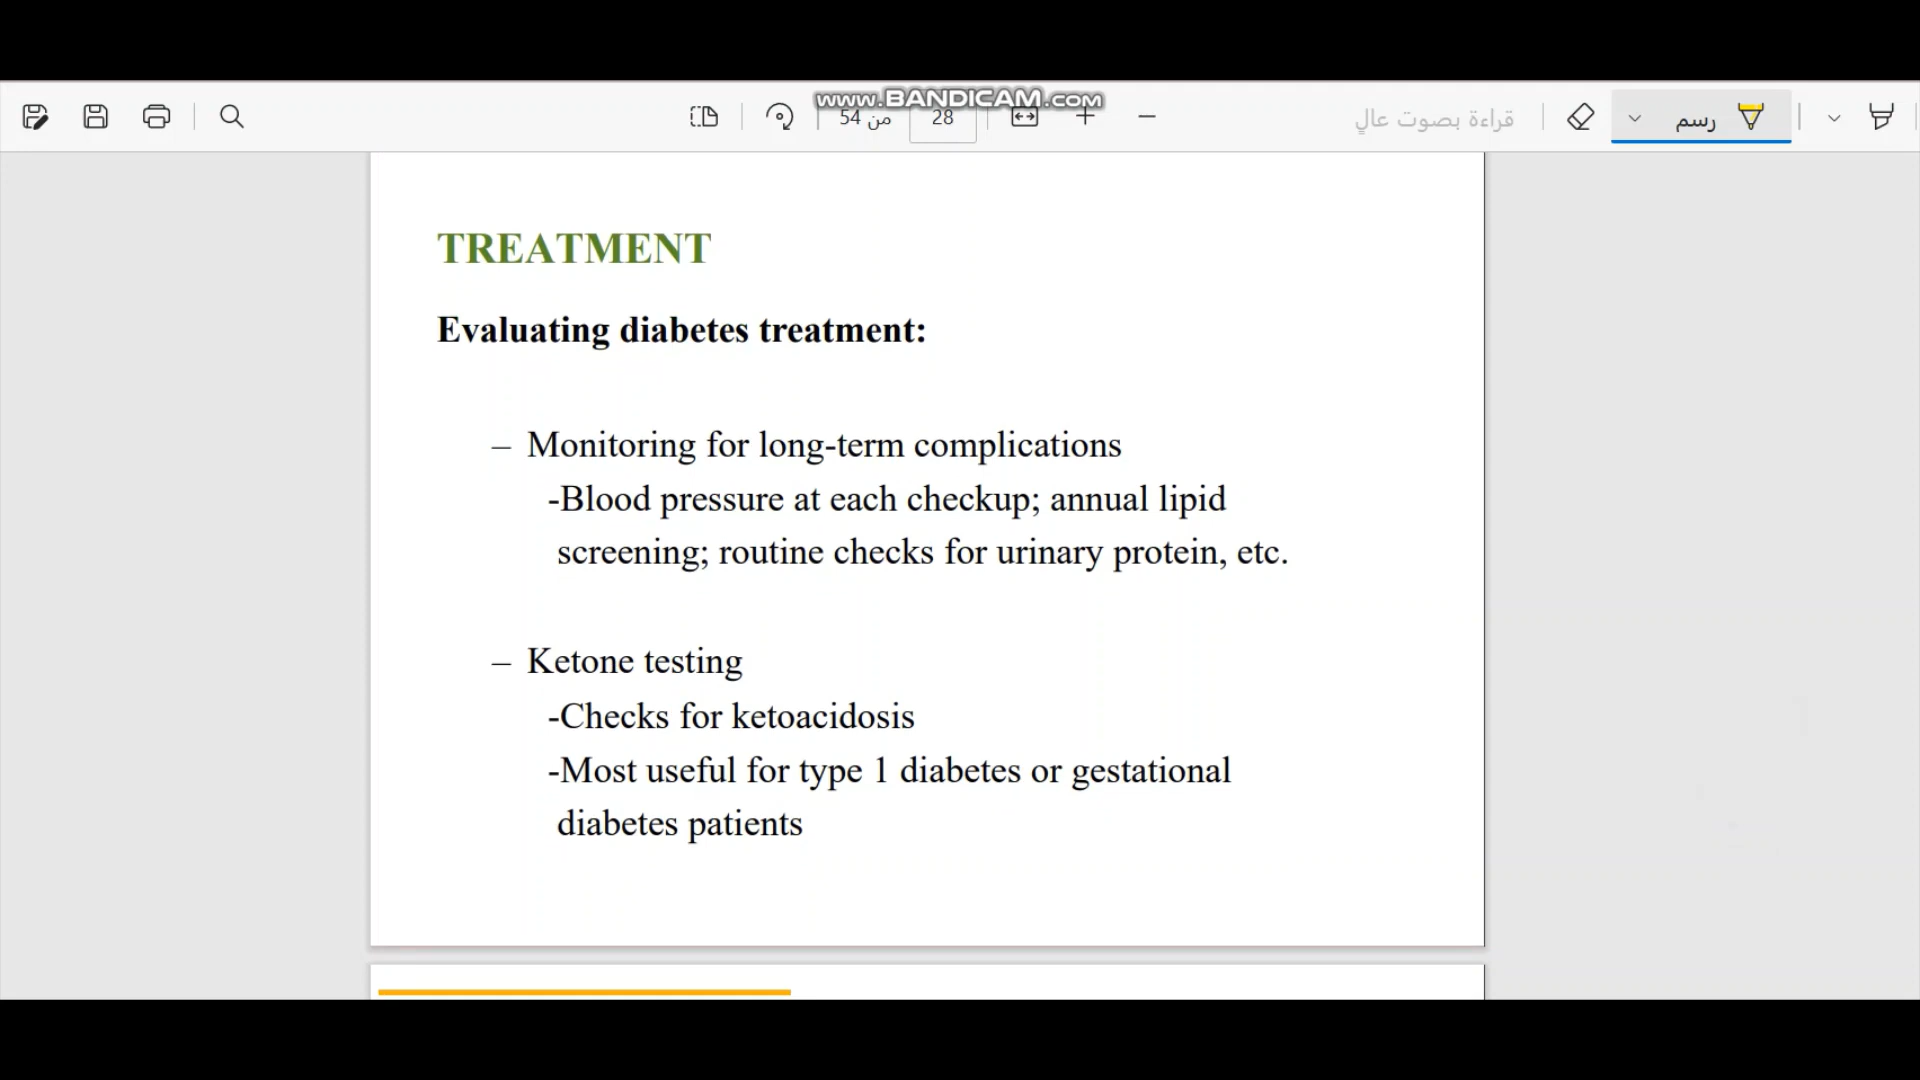 www.BANDICAM.com
28 من 54
قراءة بصوت عالٍ
رسم
TREATMENT
Evaluating diabetes treatment:
– Monitoring for long-term complications
-Blood pressure at each checkup; annual lipid
screening; routine checks for urinary protein, etc.
– Ketone testing
-Checks for ketoacidosis
-Most useful for type 1 diabetes or gestational
diabetes patients